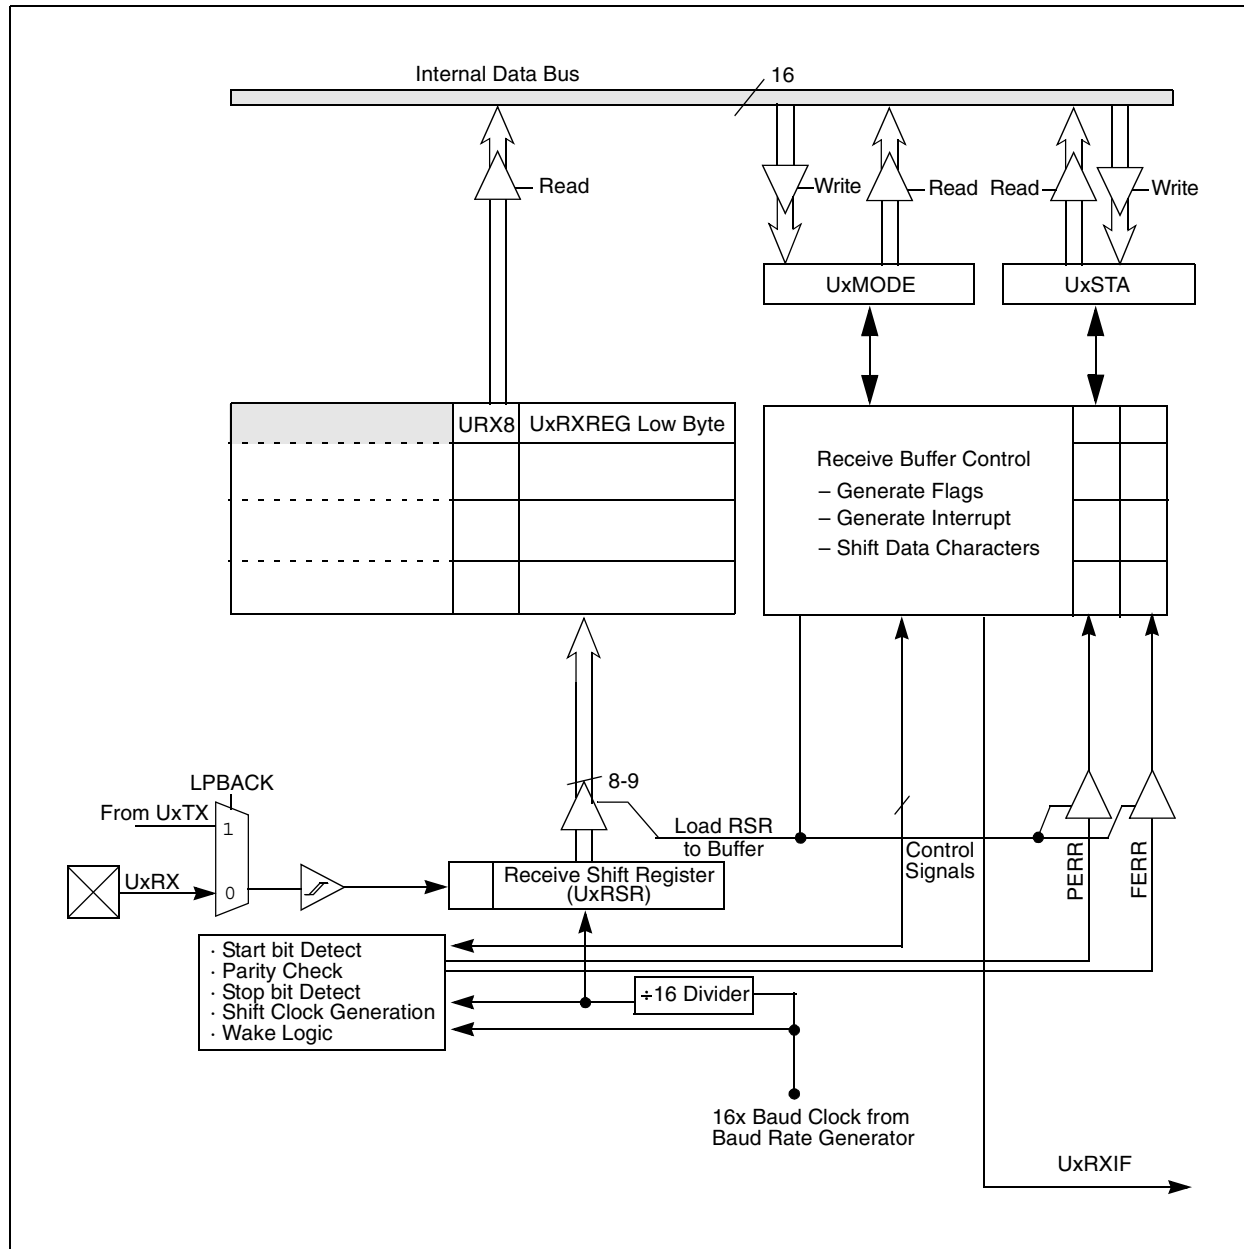 Internal Data Bus
16
Read
Write
Read
Read
Write
UxMODE
UxSTA
URX8
UxRXREG Low Byte
Receive Buffer Control
– Generate Flags
– Generate Interrupt
– Shift Data Characters
LPBACK
From UxTX
1
UxRX
0
8-9
Load RSR
to Buffer
Control
Signals
PERR
FERR
Receive Shift Register
(UxRSR)
· Start bit Detect
· Parity Check
· Stop bit Detect
· Shift Clock Generation
· Wake Logic
÷16 Divider
16x Baud Clock from
Baud Rate Generator
UxRXIF